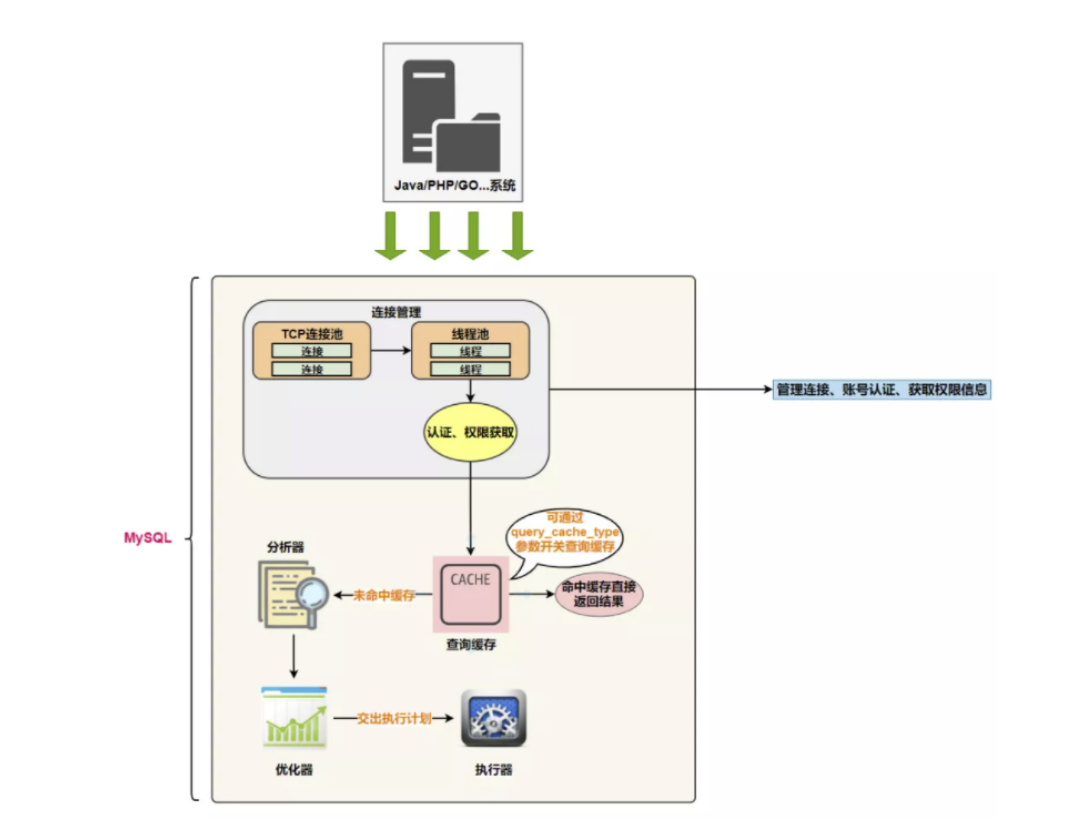 Java/PHP/GO...系统
连接管理
TCP连接池
连接
连接
线程池
线程
线程
管理连接、账号认证、获取权限信息
认证、权限获取
MySQL
可通过
query_cache_type
参数开关查询缓存
分析器
CACHE
未命中缓存
命中缓存直接
返回结果
查询缓存
交出执行计划
优化器
执行器